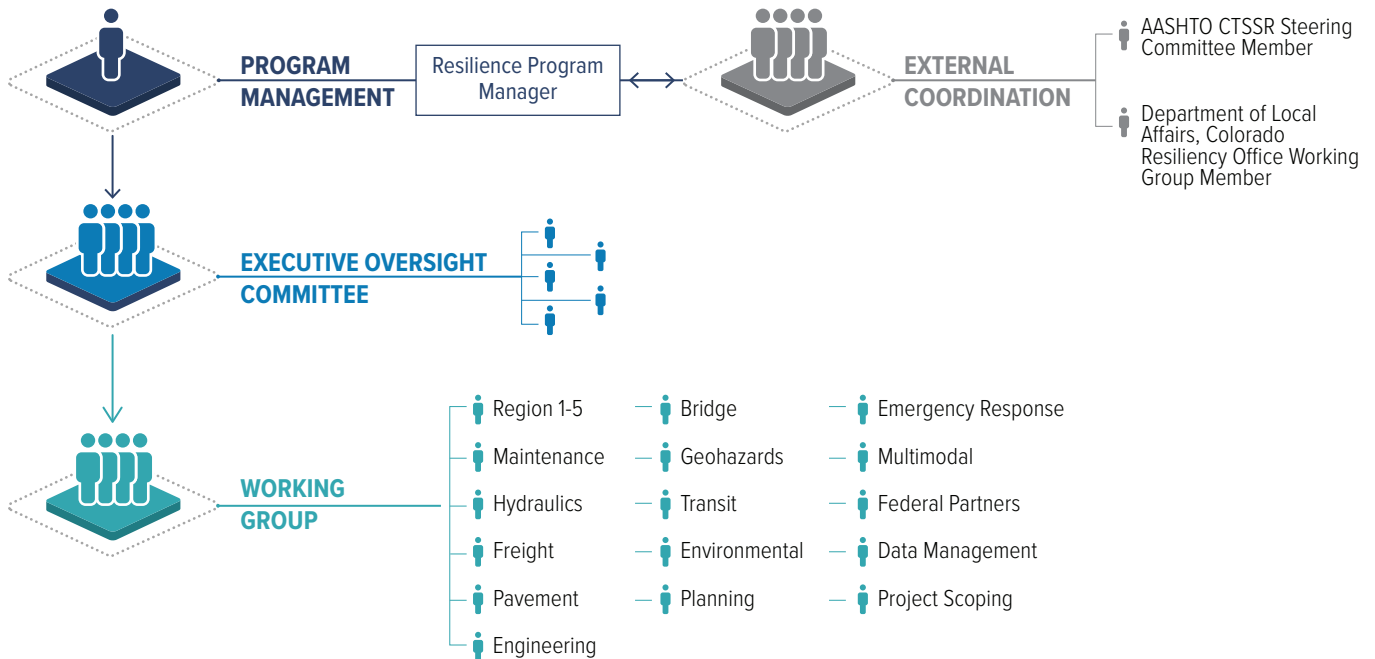 PROGRAM
MANAGEMENT
Resilience Program
Manager
EXTERNAL
COORDINATION
AASHTO CTSSR Steering
Committee Member
Department of Local
Affairs, Colorado
Resiliency Office Working
Group Member
EXECUTIVE OVERSIGHT
COMMITTEE
WORKING
GROUP
Region 1-5
Maintenance
Hydraulics
Freight
Pavement
Engineering
Bridge
Geohazards
Transit
Environmental
Planning
Emergency Response
Multimodal
Federal Partners
Data Management
Project Scoping